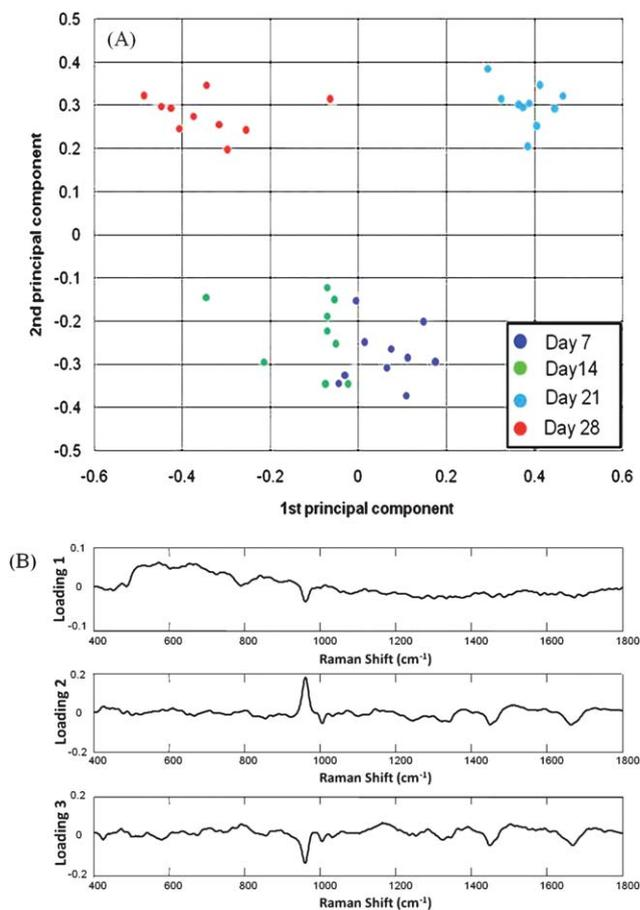 (A)
0.5
0.4
0.3
0.2
0.1
0
-0.1
-0.2
-0.3
-0.4
-0.5
2nd principal component
-0.6 -0.4 -0.2 0 0.2 0.4 0.6
1st principal component
Day 7
Day14
Day 21
Day 28
(B)
0.1
0
-0.1
Loading 1
400 600 800 1000 1200 1400 1600 1800
Raman Shift (cm-1)
0.2
0
-0.2
Loading 2
400 600 800 1000 1200 1400 1600 1800
Raman Shift (cm-1)
0.2
0
-0.2
Loading 3
400 600 800 1000 1200 1400 1600 1800
Raman Shift (cm-1)